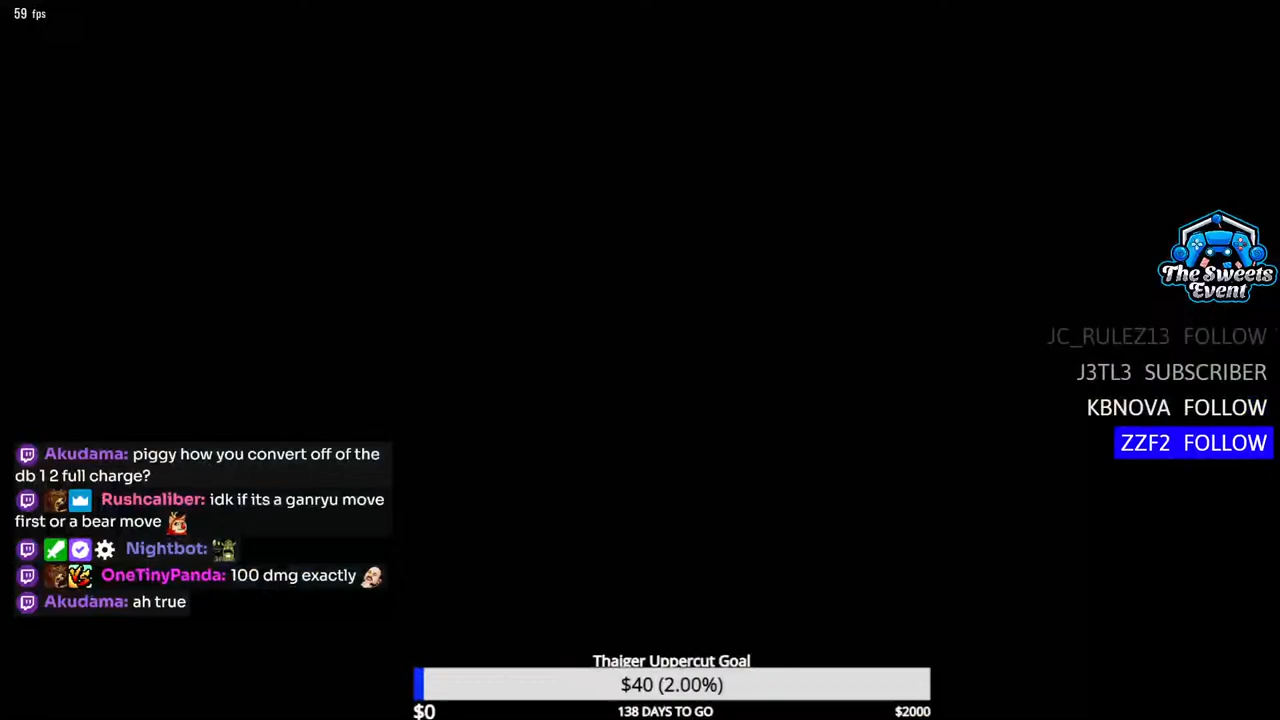 59 fps
The Sweets
Event
JC_RULEZ13 FOLLOW
J3TL3 SUBSCRIBER
KBNOVA FOLLOW
ZZF2 FOLLOW
Akudama: piggy how you convert off of the
db 1 2 full charge?
Rushcaliber: idk if its a ganryu move
first or a bear move
Nightbot:
VS OneTinyPanda: 100 dmg exactly
Akudama: ah true
Thaiger Uppercut Goal
$40 (2.00%)
$0 138 DAYS TO GO $2000